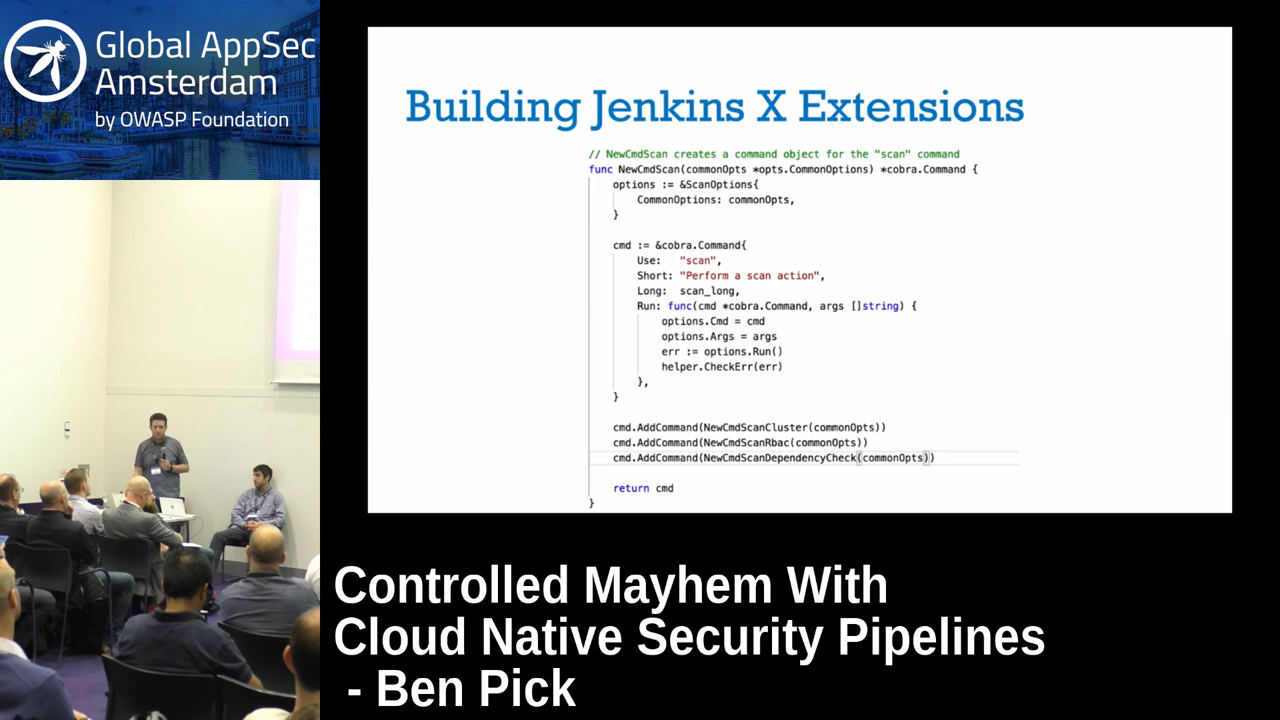 Global AppSec
Amsterdam
by OWASP Foundation
Building Jenkins X Extensions
// NewCmdScan creates a command object for the "scan" command
func NewCmdScan(commonOpts *opts.CommonOptions) *cobra.Command {
options := &ScanOptions{
CommonOptions: commonOpts,
}
cmd := &cobra.Command{
Use:   "scan",
Short: "Perform a scan action",
Long:  scan_long,
Run: func(cmd *cobra.Command, args []string) {
options.Cmd = cmd
options.Args = args
err := options.Run()
helper.CheckErr(err)
},
}
cmd.AddCommand(NewCmdScanCluster(commonOpts))
cmd.AddCommand(NewCmdScanRbac(commonOpts))
cmd.AddCommand(NewCmdScanDependencyCheck(commonOpts))
return cmd
}
Controlled Mayhem With
Cloud Native Security Pipelines
- Ben Pick